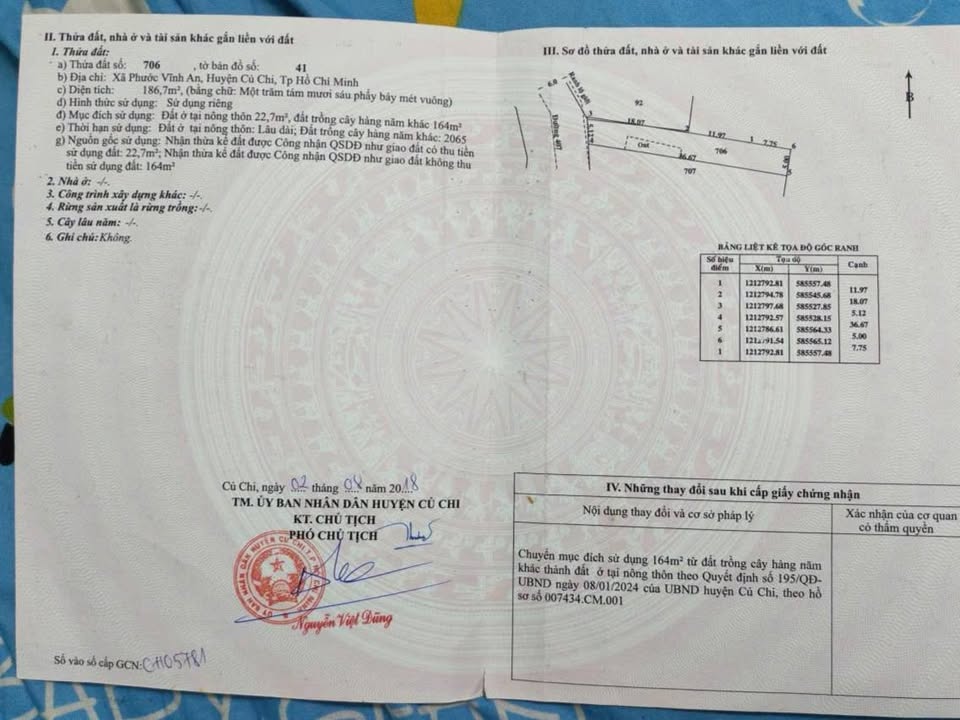 II. Thửa đất, nhà ở và tài sản khác gắn liền với đất
1. Thửa đất:
a) Thửa đất số: 706 , tờ bản đồ số: 41
b) Địa chỉ: Xã Phước Vĩnh An, Huyện Củ Chi, Tp Hồ Chí Minh
c) Diện tích: 186,7m², (bằng chữ: Một trăm tám mươi sáu phẩy bảy mét vuông)
d) Hình thức sử dụng: Sử dụng riêng
đ) Mục đích sử dụng: Đất ở tại nông thôn 22,7m², đất trồng cây hàng năm khác 164m²
e) Thời hạn sử dụng: Đất ở tại nông thôn: Lâu dài; Đất trồng cây hàng năm khác: 2065
g) Nguồn gốc sử dụng: Nhận thừa kế đất được Công nhận QSDĐ như giao đất có thu tiền
sử dụng đất: 22,7m²; Nhận thừa kế đất được Công nhận QSDĐ như giao đất không thu
tiền sử dụng đất: 164m²
2. Nhà ở: -/-.
3. Công trình xây dựng khác: -/-.
4. Rừng sản xuất là rừng trồng: -/-.
5. Cây lâu năm: -/-.
6. Ghi chú: Không.
Củ Chi, ngày 02 tháng 08 năm 2018
TM. ỦY BAN NHÂN DÂN HUYỆN CỦ CHI
KT. CHỦ TỊCH
PHÓ CHỦ TỊCH
Nguyễn Việt Dũng
Số vào sổ cấp GCN: CH05781
III. Sơ đồ thửa đất, nhà ở và tài sản khác gắn liền với đất
B
Ranh lộ giới
6.0
Đường 407
92
18.07
2
11.97
1
7.75
6
5.12
Ont
706
36.67
5.00
5
707
BẢNG LIỆT KÊ TỌA ĐỘ GÓC RANH
Số hiệu điểm Tọa độ Cạnh
X(m) Y(m)
1 1212792.81 585557.48
11.97
2 1212794.78 585545.68
18.07
3 1212797.68 585527.85
5.12
4 1212792.57 585528.15
36.67
5 1212786.61 585564.33
5.00
6 1212791.54 585565.12
7.75
1 1212792.81 585557.48
IV. Những thay đổi sau khi cấp giấy chứng nhận
Nội dung thay đổi và cơ sở pháp lý
Xác nhận của cơ quan
có thẩm quyền
Chuyển mục đích sử dụng 164m² từ đất trồng cây hàng năm
khác thành đất ở tại nông thôn theo Quyết định số 195/QĐ-
UBND ngày 08/01/2024 của UBND huyện Củ Chi, theo hồ
sơ số 007434.CM.001